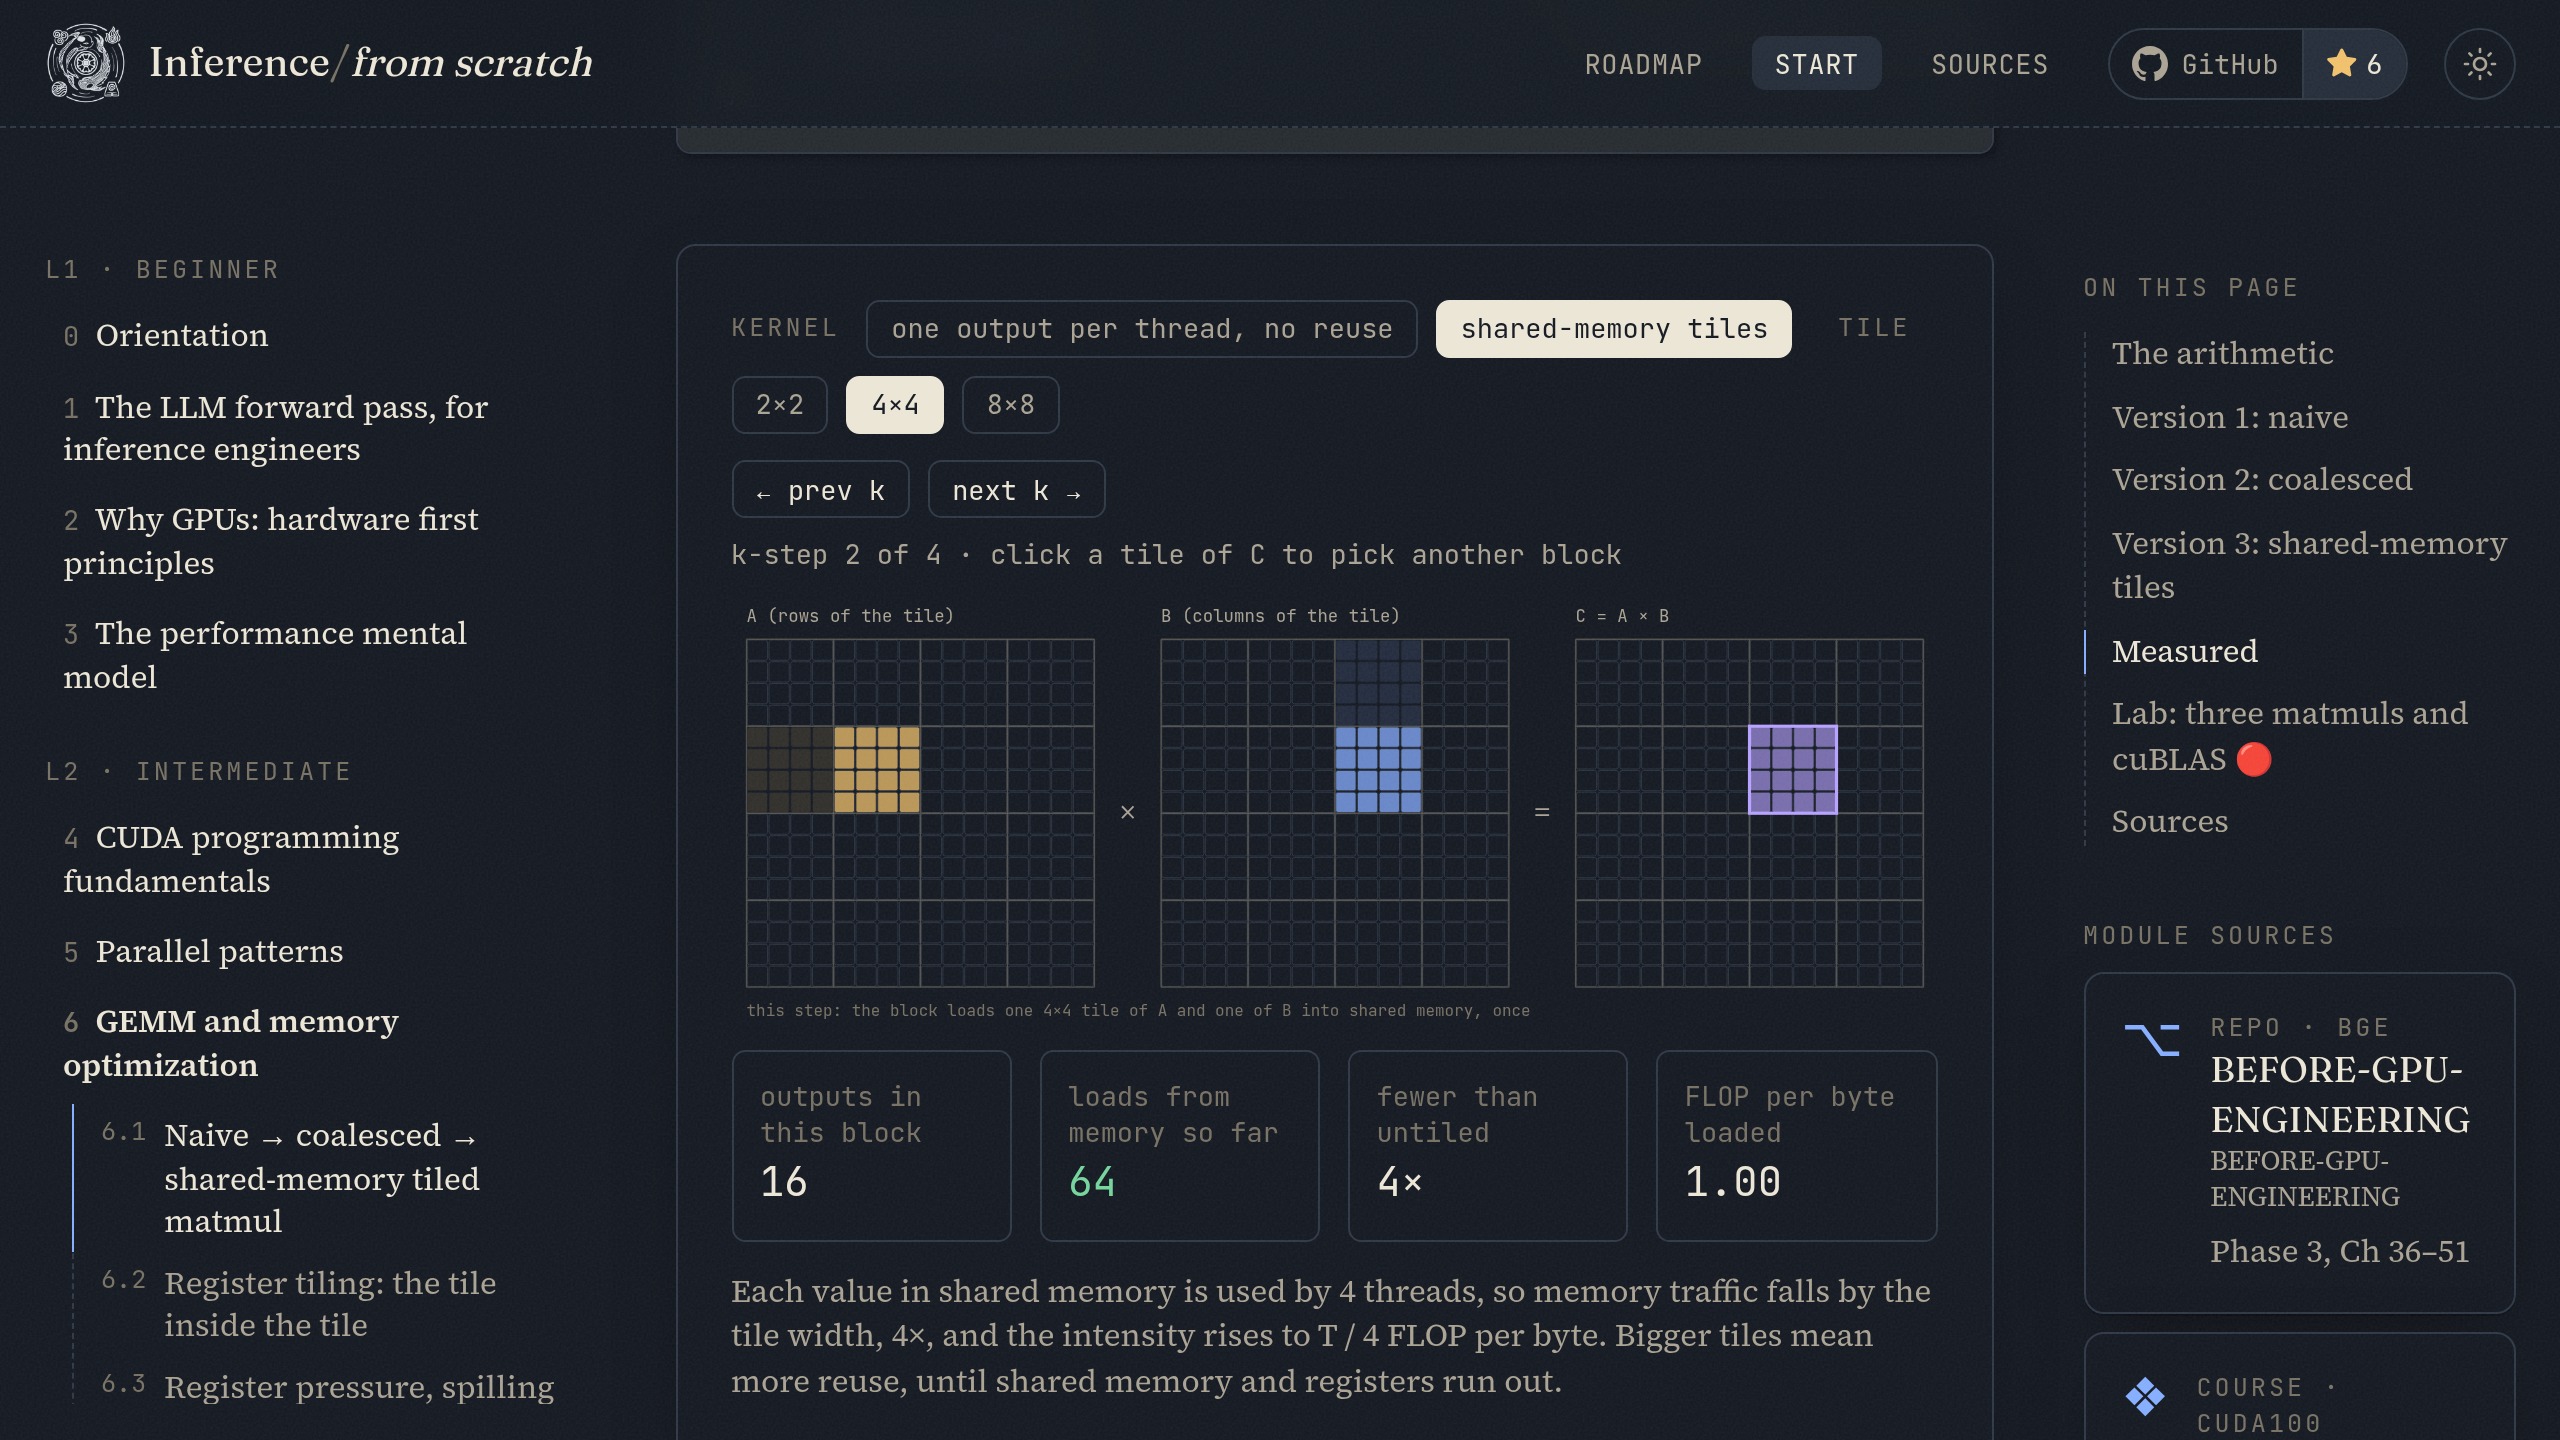 Inference/from scratch
ROADMAP
START
SOURCES
GitHub
6
L1 · BEGINNER
0 Orientation
1 The LLM forward pass, for
inference engineers
2 Why GPUs: hardware first
principles
3 The performance mental
model
L2 · INTERMEDIATE
4 CUDA programming
fundamentals
5 Parallel patterns
6 GEMM and memory
optimization
6.1 Naive → coalesced →
shared-memory tiled
matmul
6.2 Register tiling: the tile
inside the tile
6.3 Register pressure, spilling
KERNEL
one output per thread, no reuse
shared-memory tiles
TILE
2×2
4×4
8×8
← prev k
next k →
k-step 2 of 4 · click a tile of C to pick another block
A (rows of the tile)
B (columns of the tile)
C = A × B
×
=
this step: the block loads one 4×4 tile of A and one of B into shared memory, once
outputs in
this block
16
loads from
memory so far
64
fewer than
untiled
4×
FLOP per byte
loaded
1.00
Each value in shared memory is used by 4 threads, so memory traffic falls by the
tile width, 4×, and the intensity rises to T / 4 FLOP per byte. Bigger tiles mean
more reuse, until shared memory and registers run out.
ON THIS PAGE
The arithmetic
Version 1: naive
Version 2: coalesced
Version 3: shared-memory
tiles
Measured
Lab: three matmuls and
cuBLAS 🔴
Sources
MODULE SOURCES
REPO · BGE
BEFORE-GPU-
ENGINEERING
BEFORE-GPU-
ENGINEERING
Phase 3, Ch 36–51
COURSE ·
CUDA100